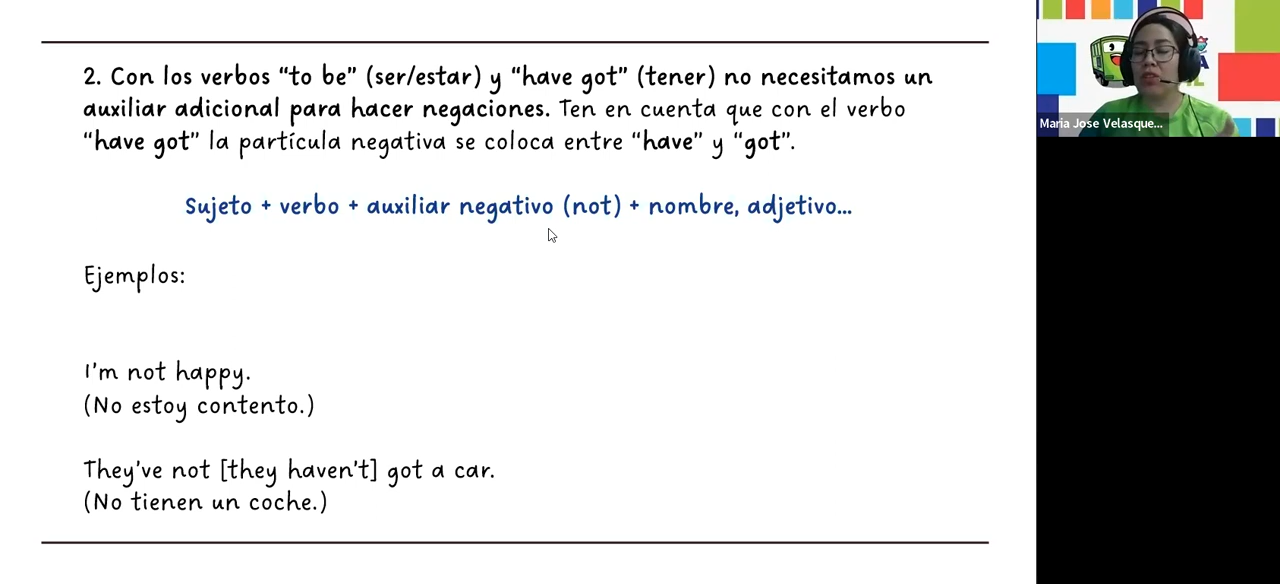 2. Con los verbos “to be” (ser/estar) y “have got” (tener) no necesitamos un
auxiliar adicional para hacer negaciones. Ten en cuenta que con el verbo
“have got” la partícula negativa se coloca entre “have” y “got”.
Sujeto + verbo + auxiliar negativo (not) + nombre, adjetivo...
Ejemplos:
I'm not happy.
(No estoy contento.)
They've not [they haven't] got a car.
(No tienen un coche.)
Maria Jose Velasque...